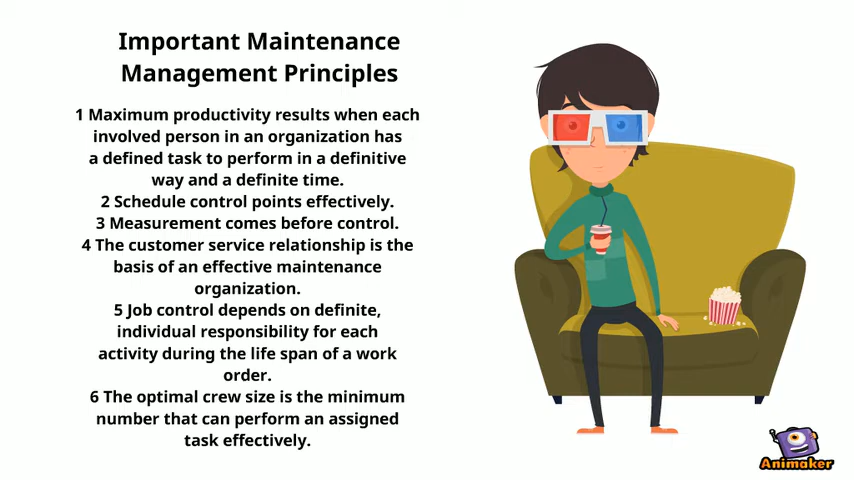 Important Maintenance
Management Principles
1 Maximum productivity results when each
involved person in an organization has
a defined task to perform in a definitive
way and a definite time.
2 Schedule control points effectively.
3 Measurement comes before control.
4 The customer service relationship is the
basis of an effective maintenance
organization.
5 Job control depends on definite,
individual responsibility for each
activity during the life span of a work
order.
6 The optimal crew size is the minimum
number that can perform an assigned
task effectively.
Animaker